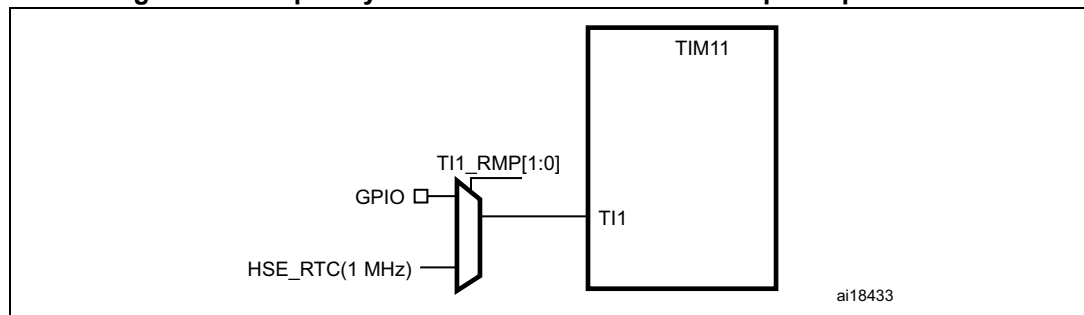 TIM11
TI1_RMP[1:0]
GPIO
TI1
HSE_RTC(1 MHz)
ai18433